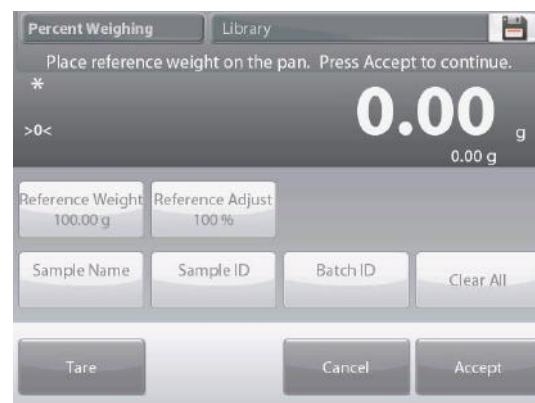 Percent Weighing Library
Place reference weight on the pan. Press Accept to continue.
*
>0<
0.00 g
0.00 g
Reference Weight Reference Adjust
100.00 g 100 %
Sample Name Sample ID Batch ID Clear All
Tare Cancel Accept